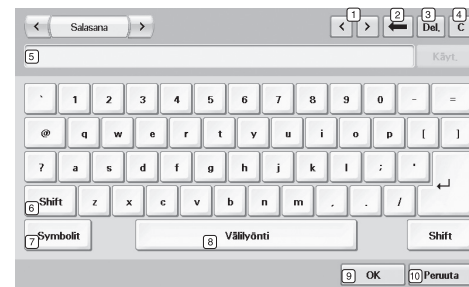 < Salasana > 1 < > 2 ← 3 Del. 4 C
5 Käyt.
` 1 2 3 4 5 6 7 8 9 0 - =
@ q w e r t y u i o p [ ]
? a s d f g h j k l ; '
6 Shift z x c v b n m , . / ↵
7 Symbolit 8 Välilyönti Shift
9 OK 10 Peruuta